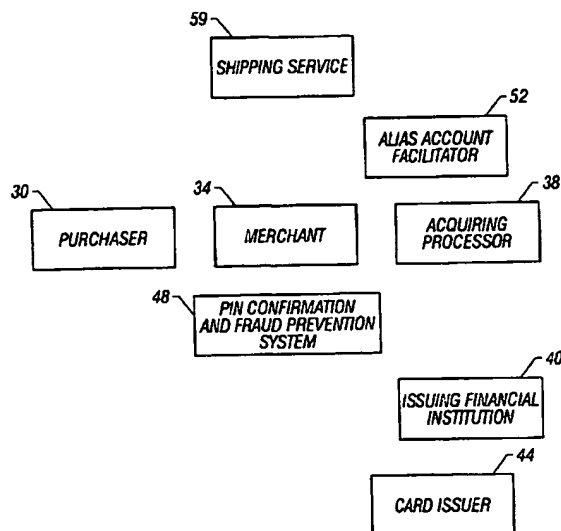 59
SHIPPING SERVICE
52
ALIAS ACCOUNT
FACILITATOR
30
PURCHASER
34
MERCHANT
38
ACQUIRING
PROCESSOR
48
PIN CONFIRMATION
AND FRAUD PREVENTION
SYSTEM
40
ISSUING FINANCIAL
INSTITUTION
44
CARD ISSUER